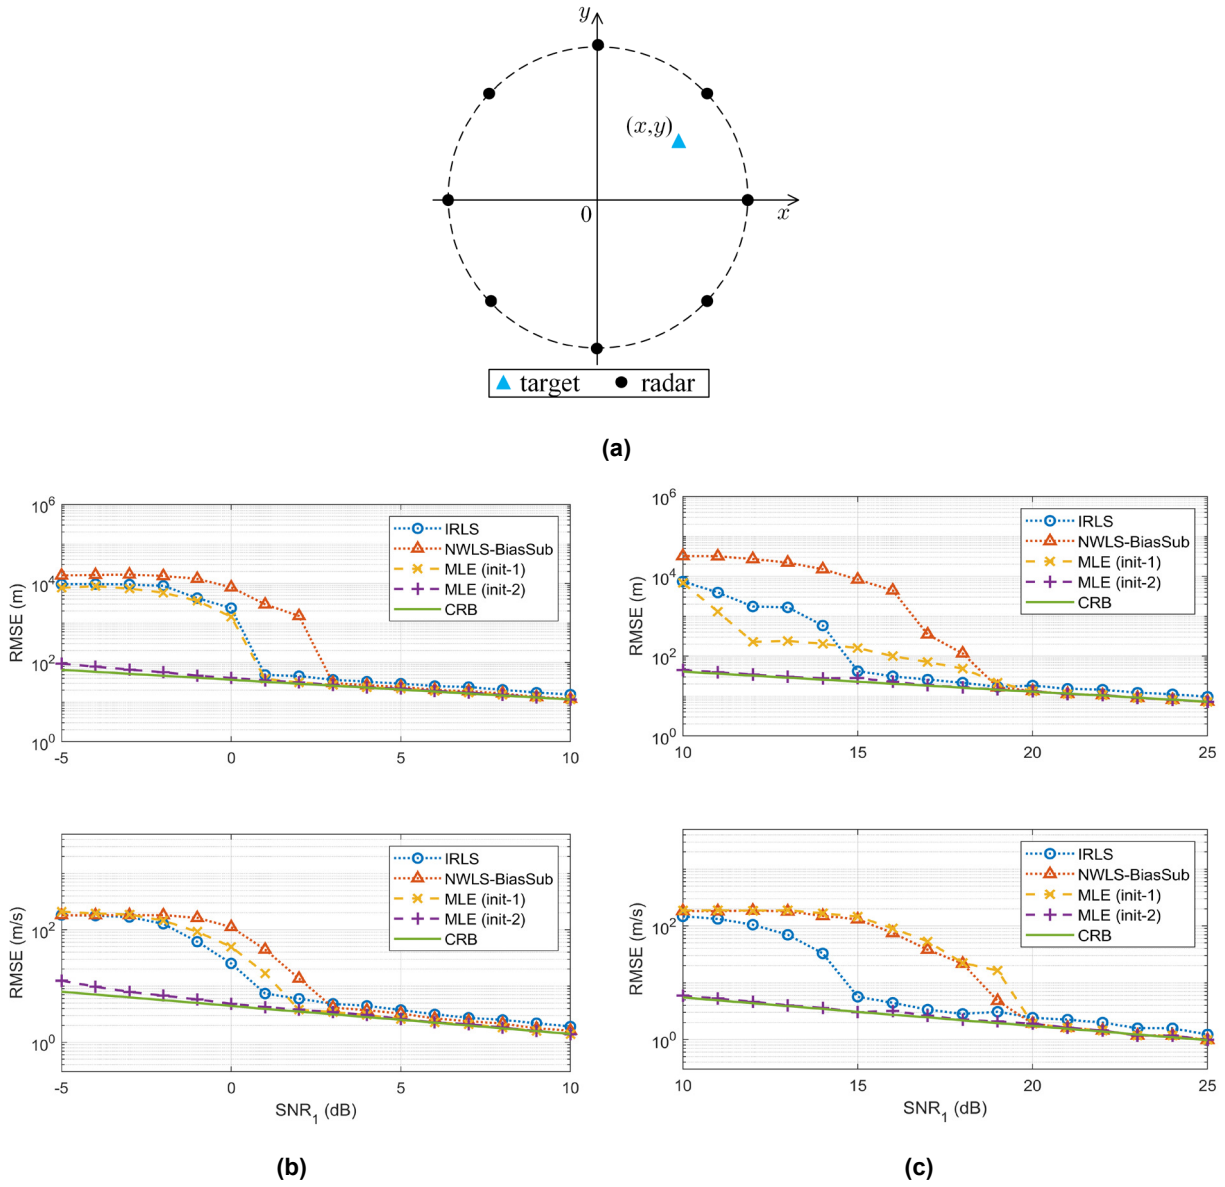 y
(x,y)
0
x
target
radar
(a)
RMSE (m)
10^6
10^4
10^2
10^0
-5
0
5
10
IRLS
NWLS-BiasSub
MLE (init-1)
MLE (init-2)
CRB
RMSE (m)
10^6
10^4
10^2
10^0
10
15
20
25
IRLS
NWLS-BiasSub
MLE (init-1)
MLE (init-2)
CRB
RMSE (m/s)
10^2
10^0
-5
0
5
10
SNR_1 (dB)
IRLS
NWLS-BiasSub
MLE (init-1)
MLE (init-2)
CRB
RMSE (m/s)
10^2
10^0
10
15
20
25
SNR_1 (dB)
IRLS
NWLS-BiasSub
MLE (init-1)
MLE (init-2)
CRB
(b)
(c)